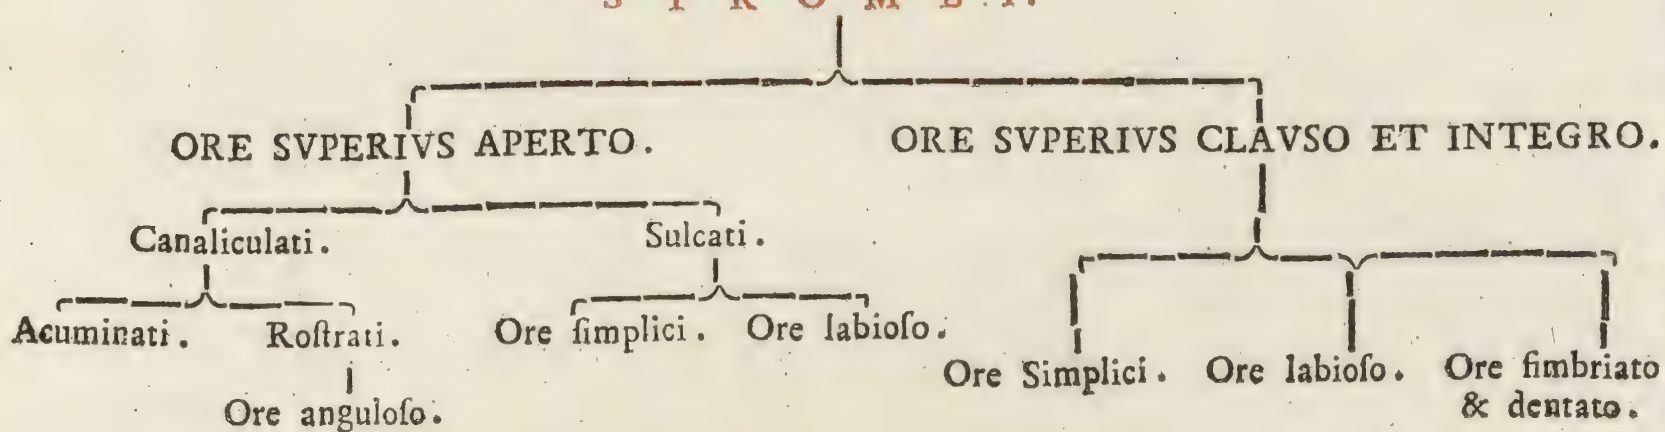 S T R O M B I.
ORE SVPERIVS APERTO. ORE SVPERIVS CLAVSO ET INTEGRO.
Canaliculati. Sulcati.
Acuminati. Roſtrati. Ore ſimplici. Ore labioſo.
Ore Simplici. Ore labioſo. Ore fimbriato
& dentato.
Ore anguloſo.